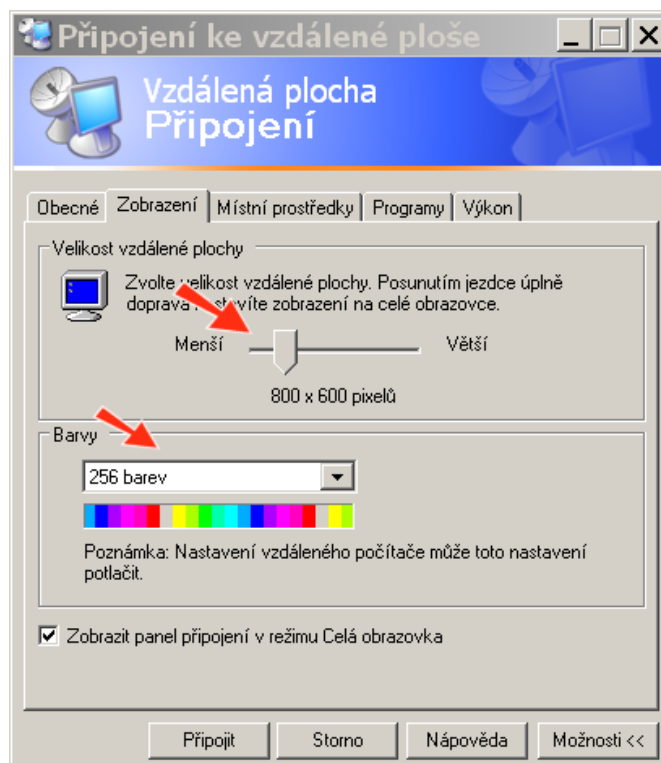 Připojení ke vzdálené ploše
Vzdálená plocha
Připojení
Obecné Zobrazení Místní prostředky Programy Výkon
Velikost vzdálené plochy
Zvolte velikost vzdálené plochy. Posunutím jezdce úplně
doprava zobrazení na celé obrazovce.
Menší Větší
800 x 600 pixelů
Barvy
256 barev
Poznámka: Nastavení vzdáleného počítače může toto nastavení
potlačit.
Zobrazit panel připojení v režimu Celá obrazovka
Připojit Storno Nápověda Možnosti <<